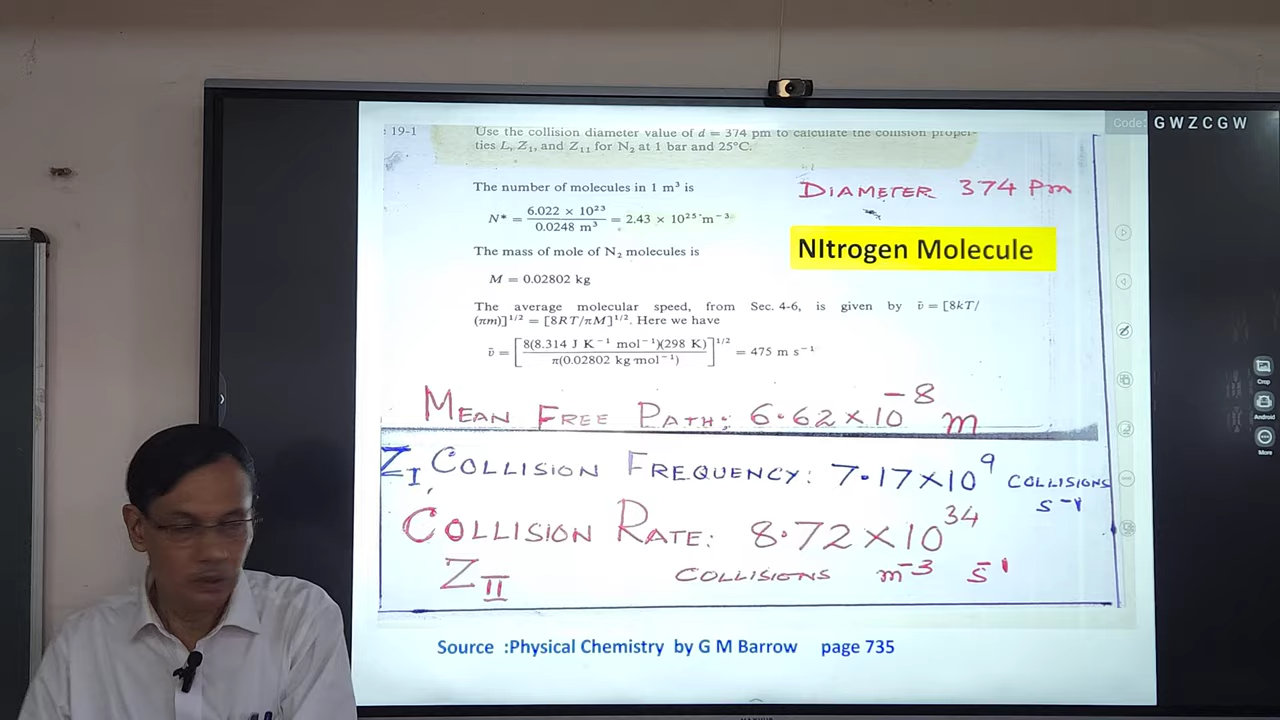 Code: GWZCGW
: 19-1 Use the collision diameter value of d = 374 pm to calculate the collision proper-
ties L, Z₁, and Z₁₁ for N₂ at 1 bar and 25°C.
The number of molecules in 1 m³ is
DIAMETER 374 Pm
N* = 6.022 × 10²³ / 0.0248 m³ = 2.43 × 10²⁵ m⁻³
NItrogen Molecule
The mass of mole of N₂ molecules is
M = 0.02802 kg
The average molecular speed, from Sec. 4-6, is given by v̄ = [8kT/
(πm)]¹/² = [8RT/πM]¹/². Here we have
v̄ = [8(8.314 J K⁻¹ mol⁻¹)(298 K) / π(0.02802 kg mol⁻¹)]¹/² = 475 m s⁻¹
MEAN FREE PATH: 6.62 × 10⁻⁸ m
Z_I, COLLISION FREQUENCY: 7.17 × 10⁹ COLLISIONS
s⁻¹
COLLISION RATE: 8.72 × 10³⁴
Z_II COLLISIONS m⁻³ s⁻¹
Source :Physical Chemistry by G M Barrow page 735
Crop
Android
More